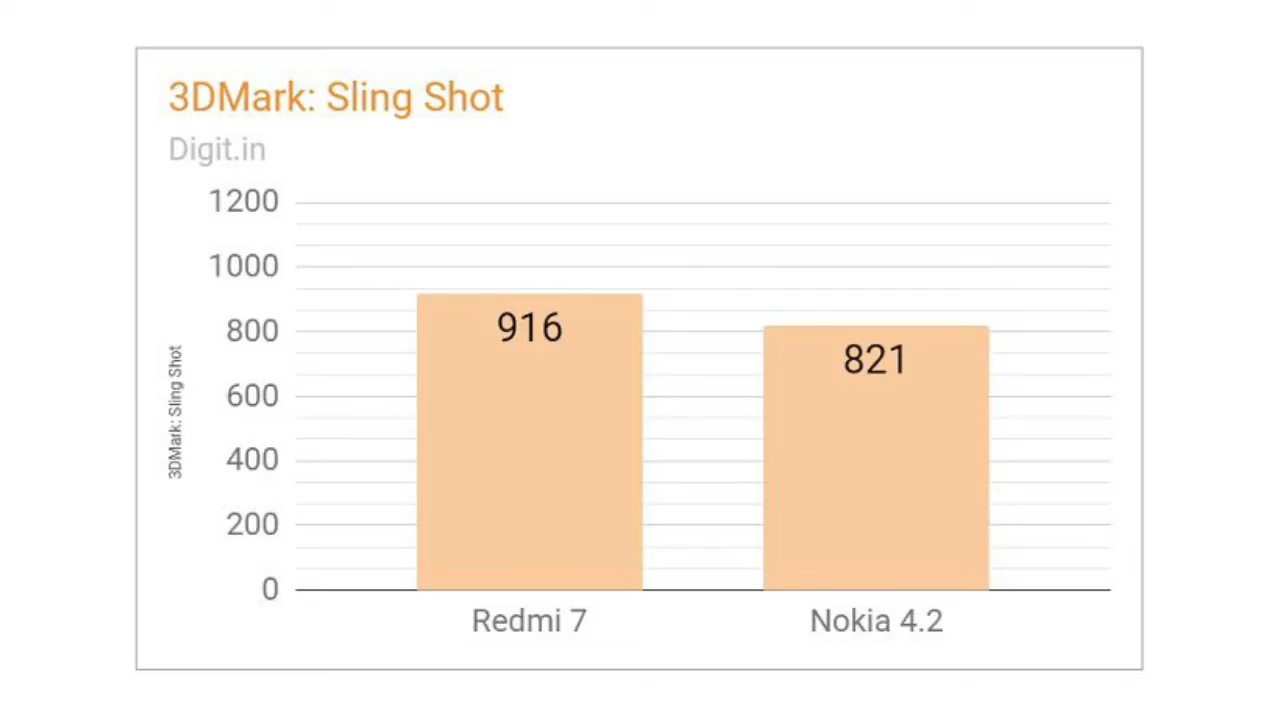 3DMark: Sling Shot
Digit.in
1200
1000
800
600
400
200
0
3DMark: Sling Shot
916
821
Redmi 7
Nokia 4.2